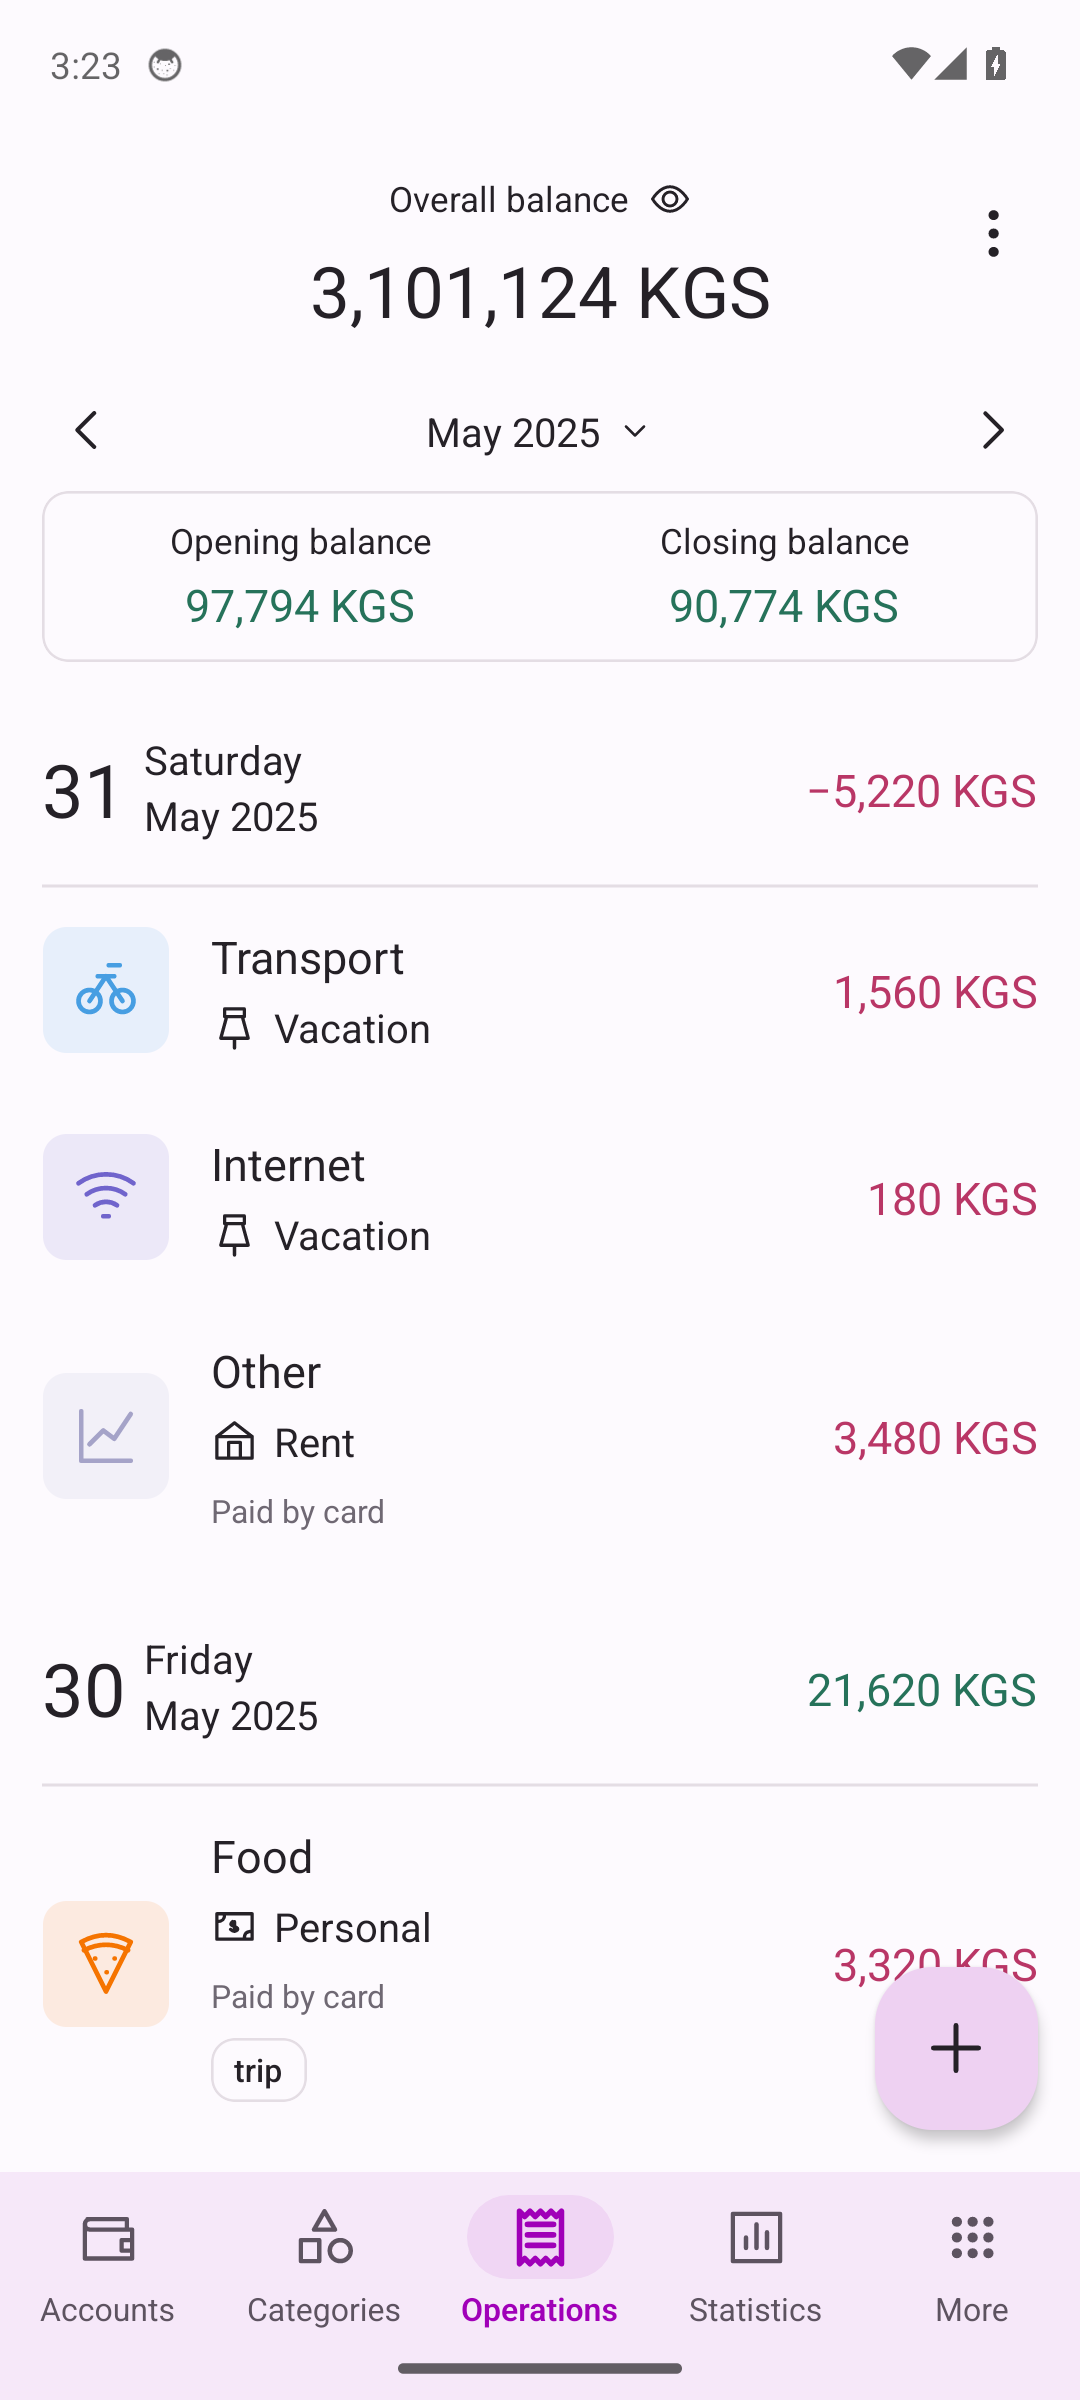 3:23
Overall balance
3,101,124 KGS
May 2025
Opening balance
Closing balance
97,794 KGS
90,774 KGS
31
Saturday
May 2025
−5,220 KGS
Transport
Vacation
1,560 KGS
Internet
Vacation
180 KGS
Other
Rent
Paid by card
3,480 KGS
30
Friday
May 2025
21,620 KGS
Food
Personal
Paid by card
trip
3,320 KGS
Accounts
Categories
Operations
Statistics
More